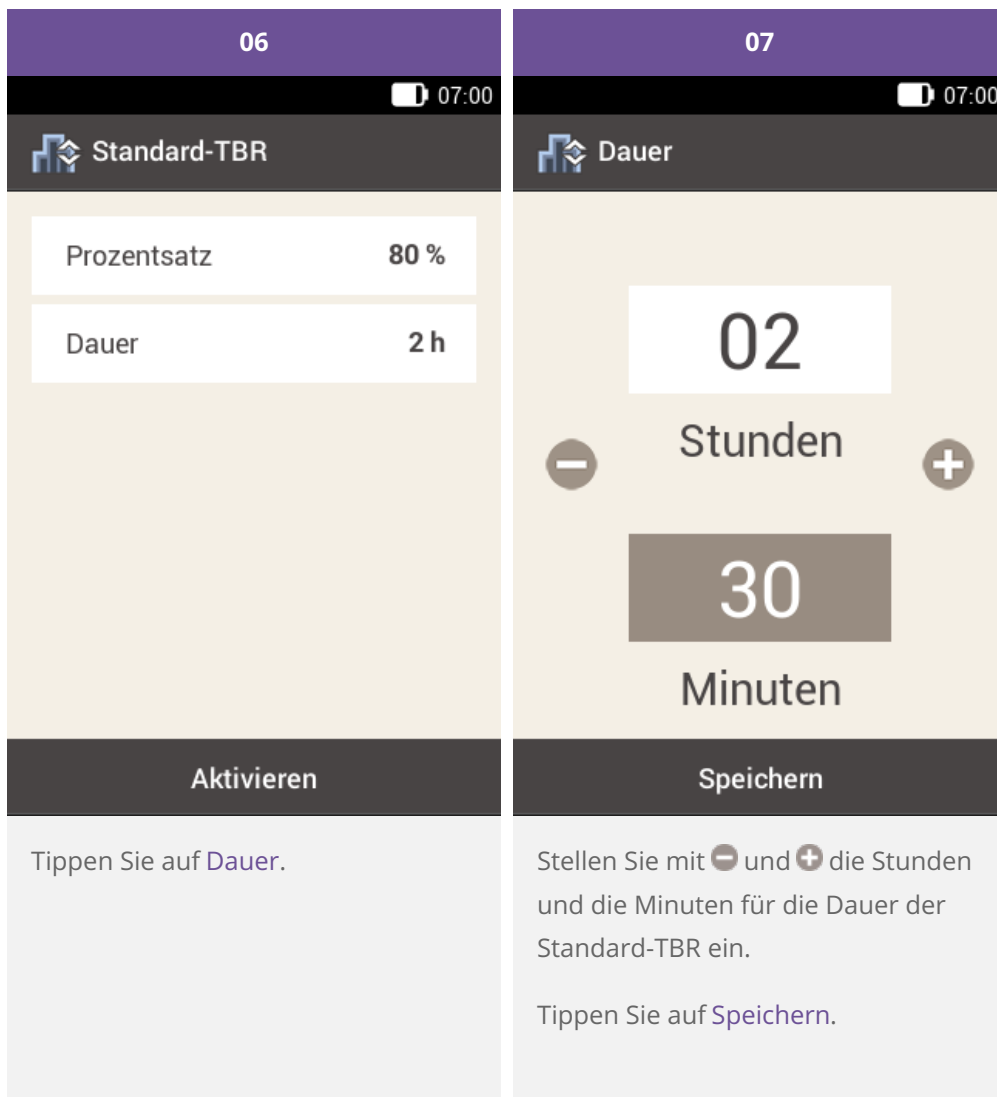 06
07:00
Standard-TBR
Prozentsatz 80 %
Dauer 2 h
Aktivieren
Tippen Sie auf Dauer.
07
07:00
Dauer
02
Stunden
30
Minuten
Speichern
Stellen Sie mit und die Stunden
und die Minuten für die Dauer der
Standard-TBR ein.
Tippen Sie auf Speichern.